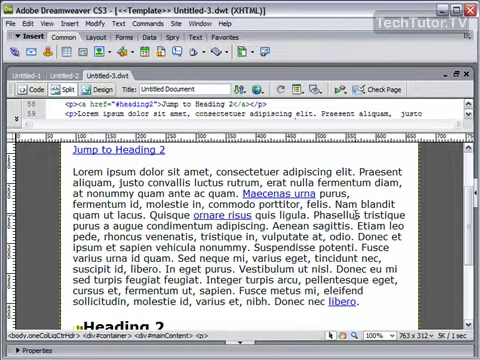 Adobe Dreamweaver CS3 - [<<Template>> Untitled-3.dwt (XHTML)]
TechTutor.TV
File Edit View Insert Modify Text Commands Site Window Help
Insert Common Layout Forms Data Spry Text Favorites
Untitled-1 Untitled-2 Untitled-3.dwt
Code Split Design Title: Untitled Document Check Page
58 <p><a href="#heading2">Jump to Heading 2</a></p>
59 <p>Lorem ipsum dolor sit amet, consectetuer adipiscing elit. Praesent aliquam, justo
Jump to Heading 2
Lorem ipsum dolor sit amet, consectetuer adipiscing elit. Praesent
aliquam, justo convallis luctus rutrum, erat nulla fermentum diam,
at nonummy quam ante ac quam. Maecenas urna purus,
fermentum id, molestie in, commodo porttitor, felis. Nam blandit
quam ut lacus. Quisque ornare risus quis ligula. Phasellus tristique
purus a augue condimentum adipiscing. Aenean sagittis. Etiam leo
pede, rhoncus venenatis, tristique in, vulputate at, odio. Donec et
ipsum et sapien vehicula nonummy. Suspendisse potenti. Fusce
varius urna id quam. Sed neque mi, varius eget, tincidunt nec,
suscipit id, libero. In eget purus. Vestibulum ut nisl. Donec eu mi
sed turpis feugiat feugiat. Integer turpis arcu, pellentesque eget,
cursus et, fermentum ut, sapien. Fusce metus mi, eleifend
sollicitudin, molestie id, varius et, nibh. Donec nec libero.
Heading 2
<body.oneColLiqCtrHdr> <div#container> <div#mainContent> <p> 100% 763 x 312 5K / 1 sec
Properties